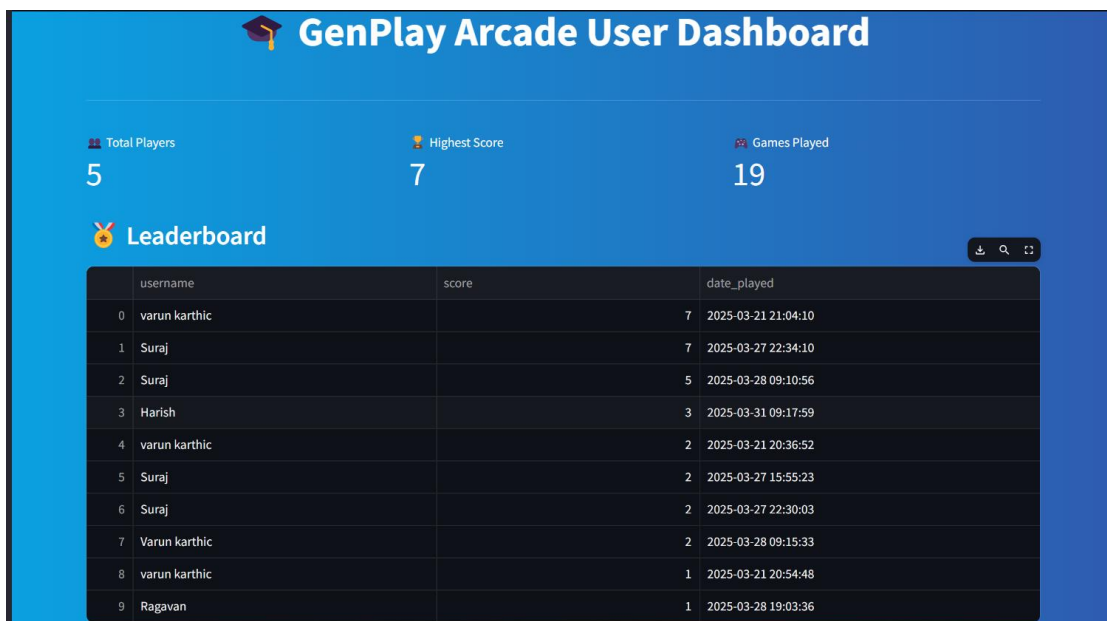 GenPlay Arcade User Dashboard
Total Players Highest Score Games Played
5 7 19
Leaderboard
username score date_played
0 varun karthic 7 2025-03-21 21:04:10
1 Suraj 7 2025-03-27 22:34:10
2 Suraj 5 2025-03-28 09:10:56
3 Harish 3 2025-03-31 09:17:59
4 varun karthic 2 2025-03-21 20:36:52
5 Suraj 2 2025-03-27 15:55:23
6 Suraj 2 2025-03-27 22:30:03
7 Varun karthic 2 2025-03-28 09:15:33
8 varun karthic 1 2025-03-21 20:54:48
9 Ragavan 1 2025-03-28 19:03:36